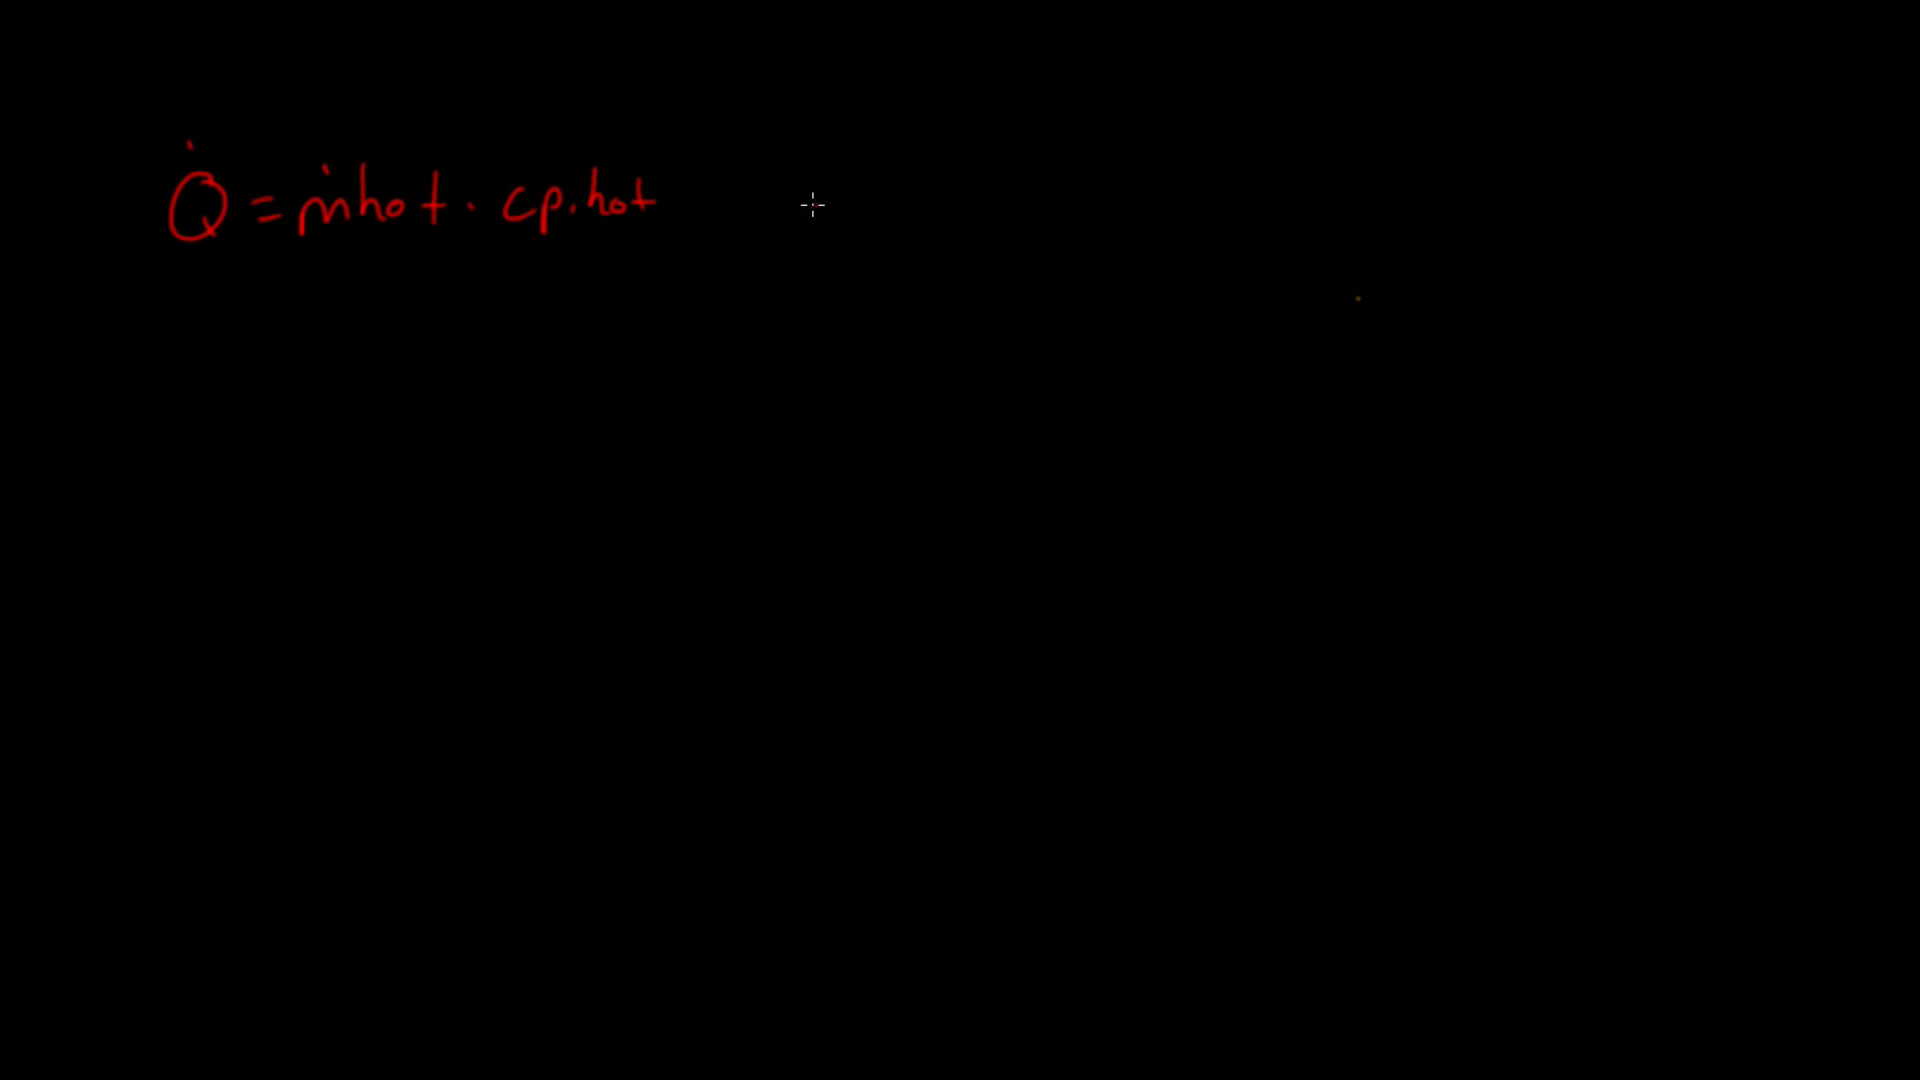 Q̇ = ṁhot · cp.hot